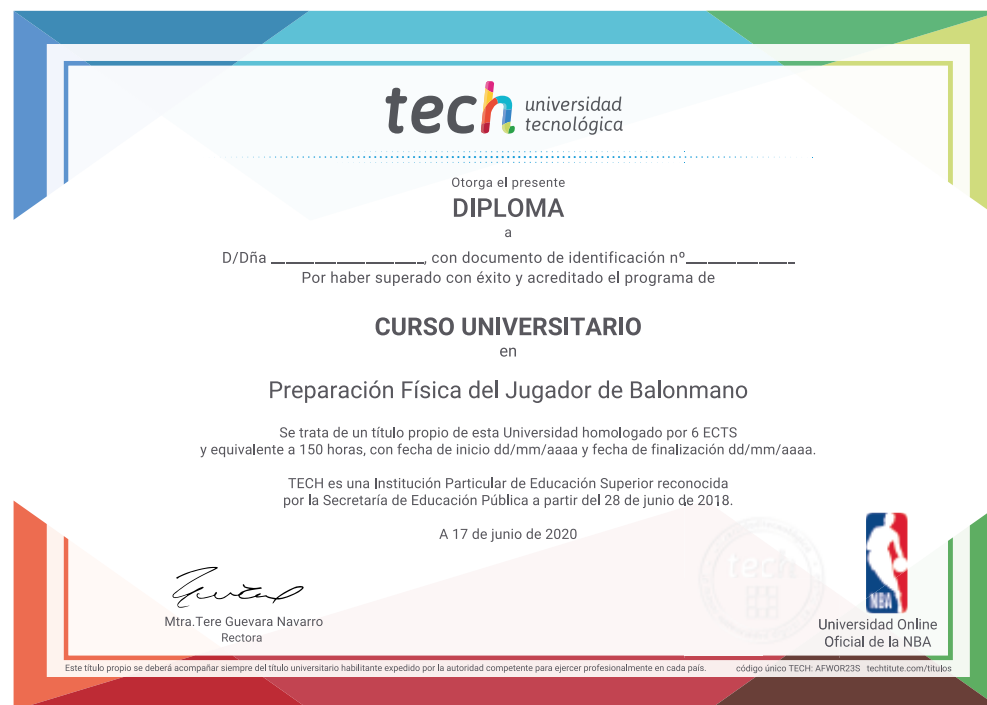 tech universidad
tecnológica
Otorga el presente
DIPLOMA
a
D/Dña ____________________, con documento de identificación nº______________
Por haber superado con éxito y acreditado el programa de
CURSO UNIVERSITARIO
en
Preparación Física del Jugador de Balonmano
Se trata de un título propio de esta Universidad homologado por 6 ECTS
y equivalente a 150 horas, con fecha de inicio dd/mm/aaaa y fecha de finalización dd/mm/aaaa.
TECH es una Institución Particular de Educación Superior reconocida
por la Secretaría de Educación Pública a partir del 28 de junio de 2018.
A 17 de junio de 2020
tech
NBA
Mtra.Tere Guevara Navarro
Rectora
Universidad Online
Oficial de la NBA
Este título propio se deberá acompañar siempre del título universitario habilitante expedido por la autoridad competente para ejercer profesionalmente en cada país. código único TECH: AFWOR23S techtitute.com/titulos